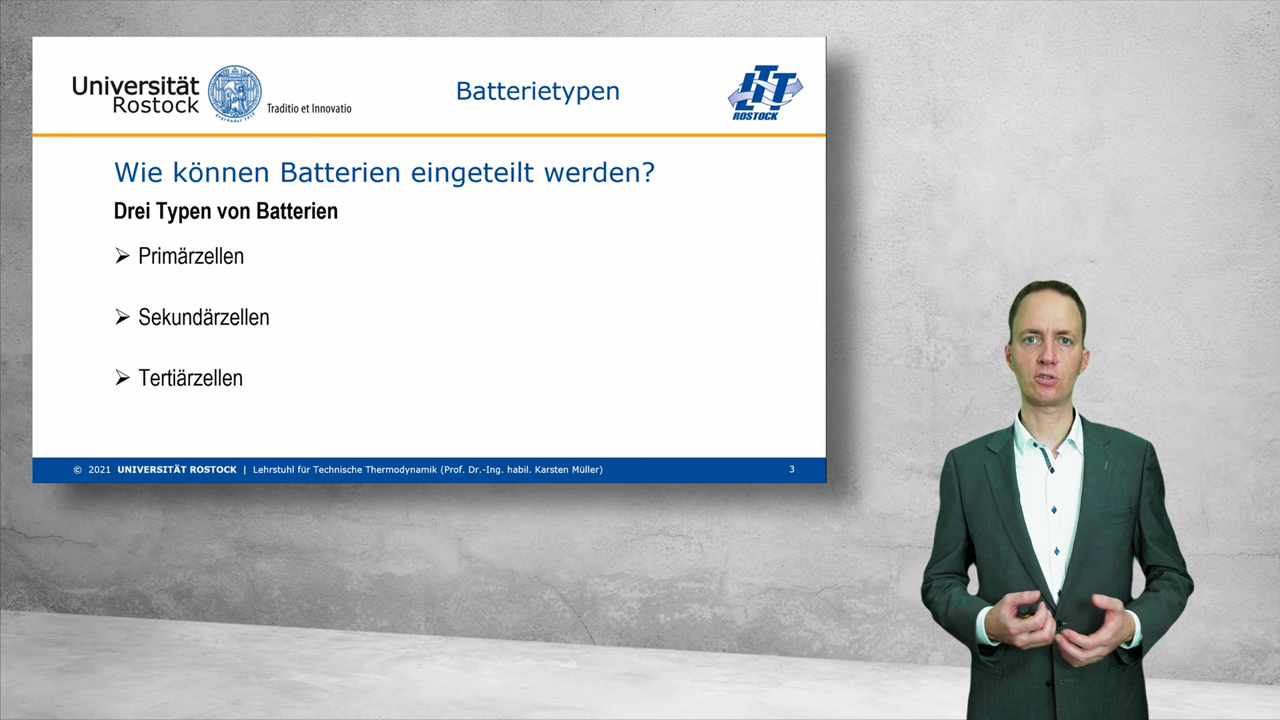 Universität
Rostock
Traditio et Innovatio
Batterietypen
LTT
ROSTOCK
Wie können Batterien eingeteilt werden?
Drei Typen von Batterien
➢ Primärzellen
➢ Sekundärzellen
➢ Tertiärzellen
© 2021 UNIVERSITÄT ROSTOCK | Lehrstuhl für Technische Thermodynamik (Prof. Dr.-Ing. habil. Karsten Müller) 3